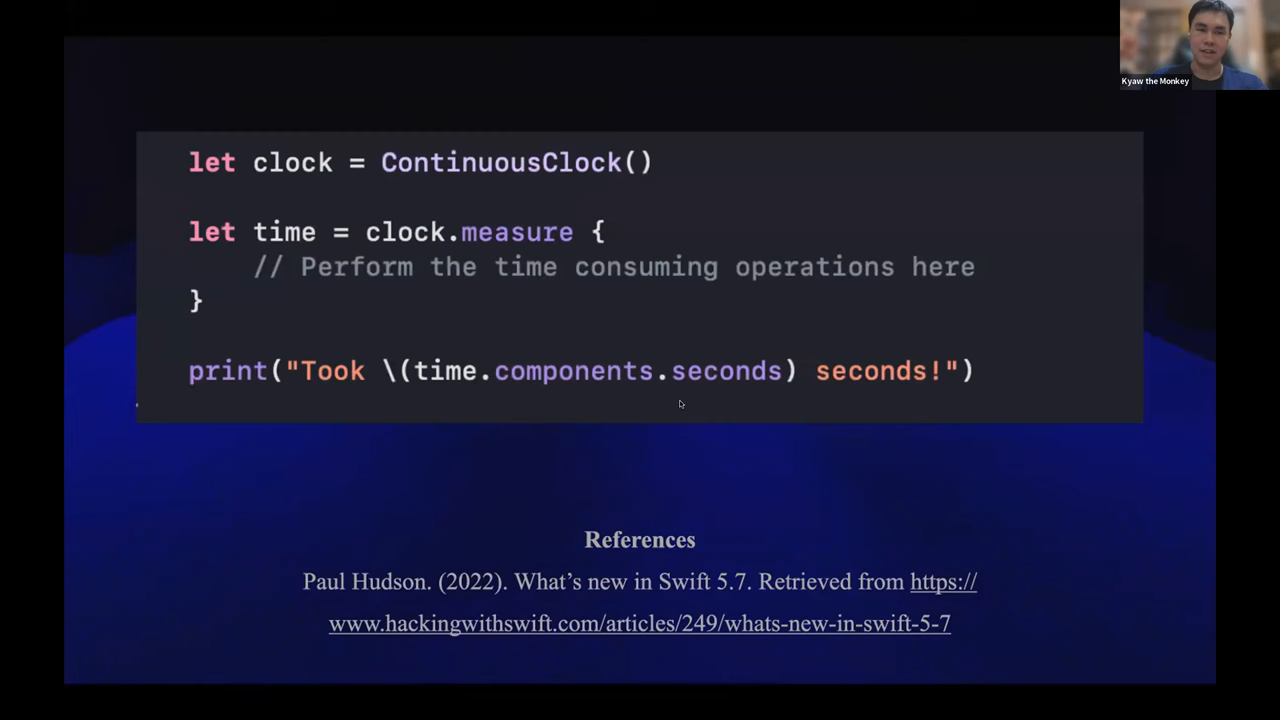 Kyaw the Monkey
let clock = ContinuousClock()
let time = clock.measure {
// Perform the time consuming operations here
}
print("Took \(time.components.seconds) seconds!")
References
Paul Hudson. (2022). What’s new in Swift 5.7. Retrieved from https://
www.hackingwithswift.com/articles/249/whats-new-in-swift-5-7